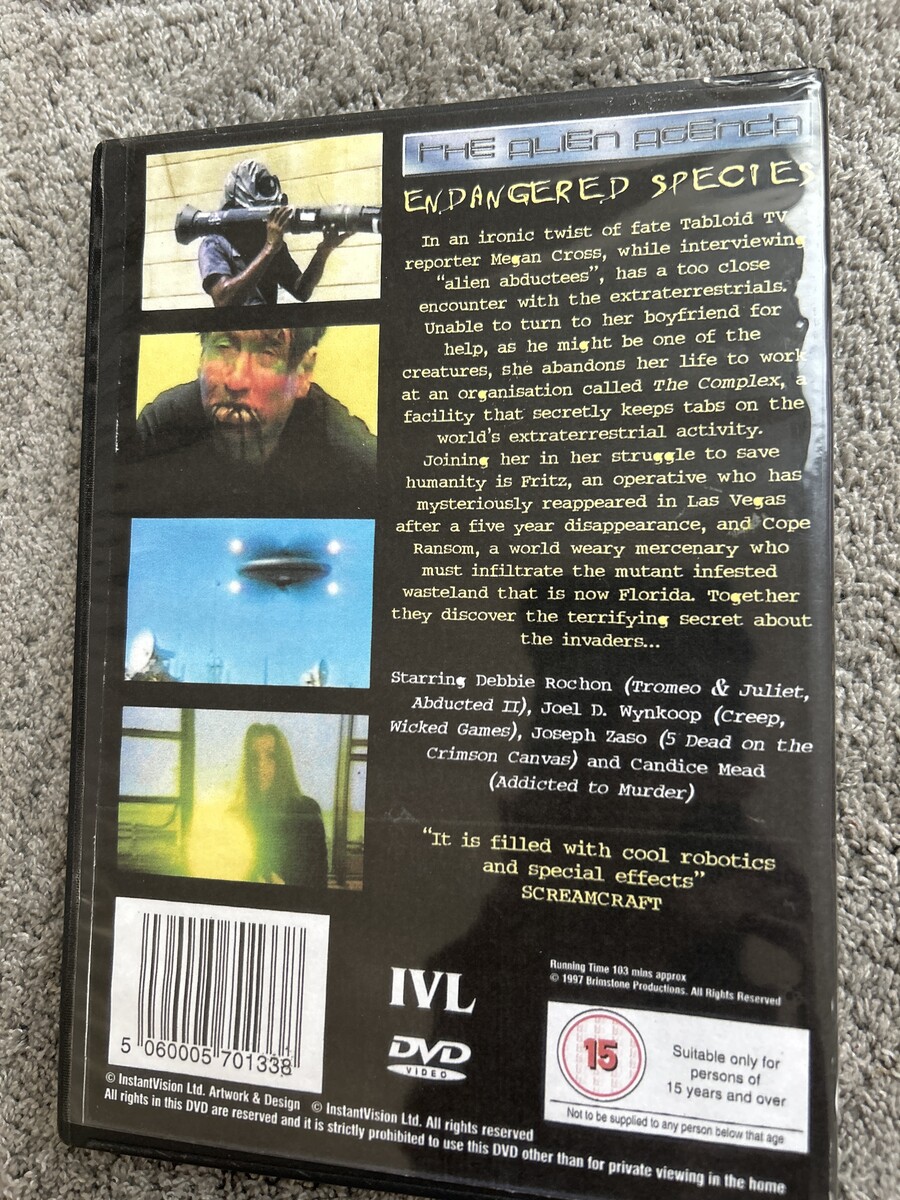 THE ALIEN AGENDA
ENDANGERED SPECIES
In an ironic twist of fate Tabloid TV
reporter Megan Cross, while interviewing
"alien abductees", has a too close
encounter with the extraterrestrials.
Unable to turn to her boyfriend for
help, as he might be one of the
creatures, she abandons her life to work
at an organisation called The Complex, a
facility that secretly keeps tabs on the
world's extraterrestrial activity.
Joining her in her struggle to save
humanity is Fritz, an operative who has
mysteriously reappeared in Las Vegas
after a five year disappearance, and Cope
Ransom, a world weary mercenary who
must infiltrate the mutant infested
wasteland that is now Florida. Together
they discover the terrifying secret about
the invaders...
Starring Debbie Rochon (Tromeo & Juliet,
Abducted II), Joel D. Wynkoop (Creep,
Wicked Games), Joseph Zaso (5 Dead on the
Crimson Canvas) and Candice Mead
(Addicted to Murder)
"It is filled with cool robotics
and special effects"
SCREAMCRAFT
5 060005 701338
IVL
DVD
VIDEO
Running Time 103 mins approx
© 1997 Brimstone Productions. All Rights Reserved
15
Suitable only for
persons of
15 years and over
Not to be supplied to any person below that age
© InstantVision Ltd. Artwork & Design © InstantVision Ltd. All rights reserved
All rights in this DVD are reserved and it is strictly prohibited to use this DVD other than for private viewing in the home